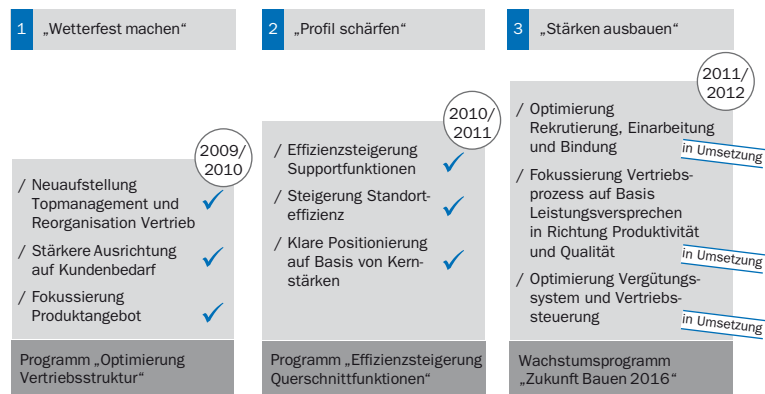 1 „Wetterfest machen“
2009/
2010
/ Neuaufstellung
Topmanagement und
Reorganisation Vertrieb
/ Stärkere Ausrichtung
auf Kundenbedarf
/ Fokussierung
Produktangebot
Programm „Optimierung
Vertriebsstruktur“
2 „Profil schärfen“
2010/
2011
/ Effizienzsteigerung
Supportfunktionen
/ Steigerung Standort-
effizienz
/ Klare Positionierung
auf Basis von Kern-
stärken
Programm „Effizienzsteigerung
Querschnittfunktionen“
3 „Stärken ausbauen“
2011/
2012
/ Optimierung
Rekrutierung, Einarbeitung
und Bindung
in Umsetzung
/ Fokussierung Vertriebs-
prozess auf Basis
Leistungsversprechen
in Richtung Produktivität
und Qualität
in Umsetzung
/ Optimierung Vergütungs-
system und Vertriebs-
steuerung
in Umsetzung
Wachstumsprogramm
„Zukunft Bauen 2016“